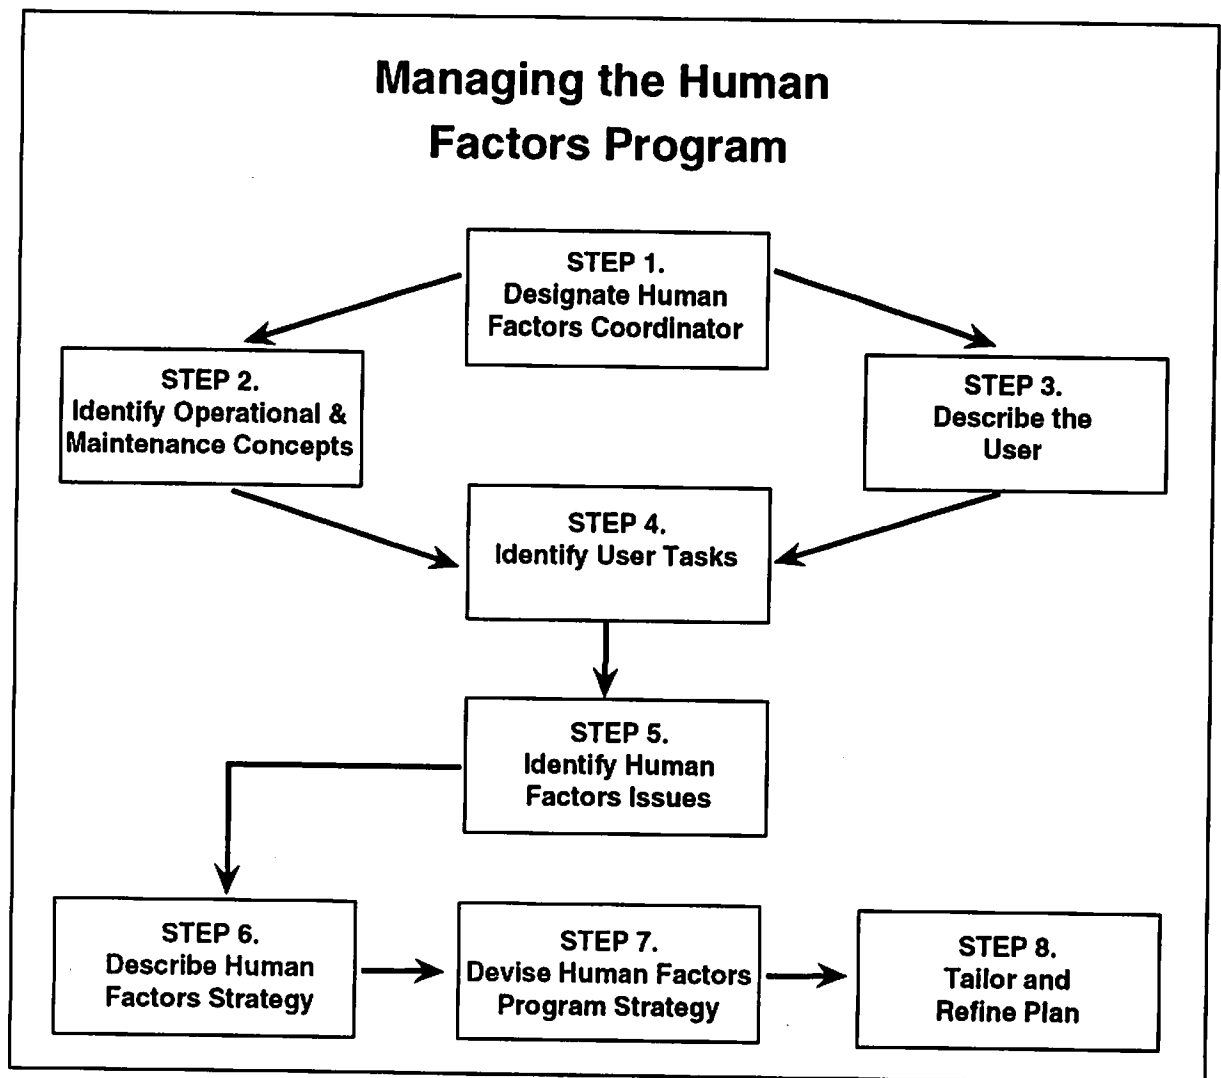 Managing the Human
Factors Program
STEP 1.
Designate Human
Factors Coordinator
STEP 2.
Identify Operational &
Maintenance Concepts
STEP 3.
Describe the
User
STEP 4.
Identify User Tasks
STEP 5.
Identify Human
Factors Issues
STEP 6.
Describe Human
Factors Strategy
STEP 7.
Devise Human Factors
Program Strategy
STEP 8.
Tailor and
Refine Plan